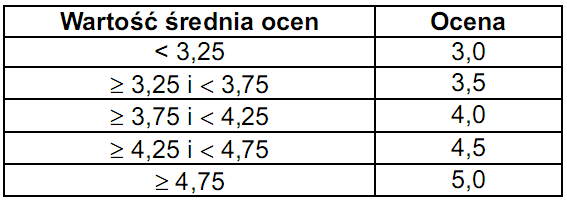 Wartość średnia ocen Ocena
< 3,25 3,0
≥ 3,25 i < 3,75 3,5
≥ 3,75 i < 4,25 4,0
≥ 4,25 i < 4,75 4,5
≥ 4,75 5,0